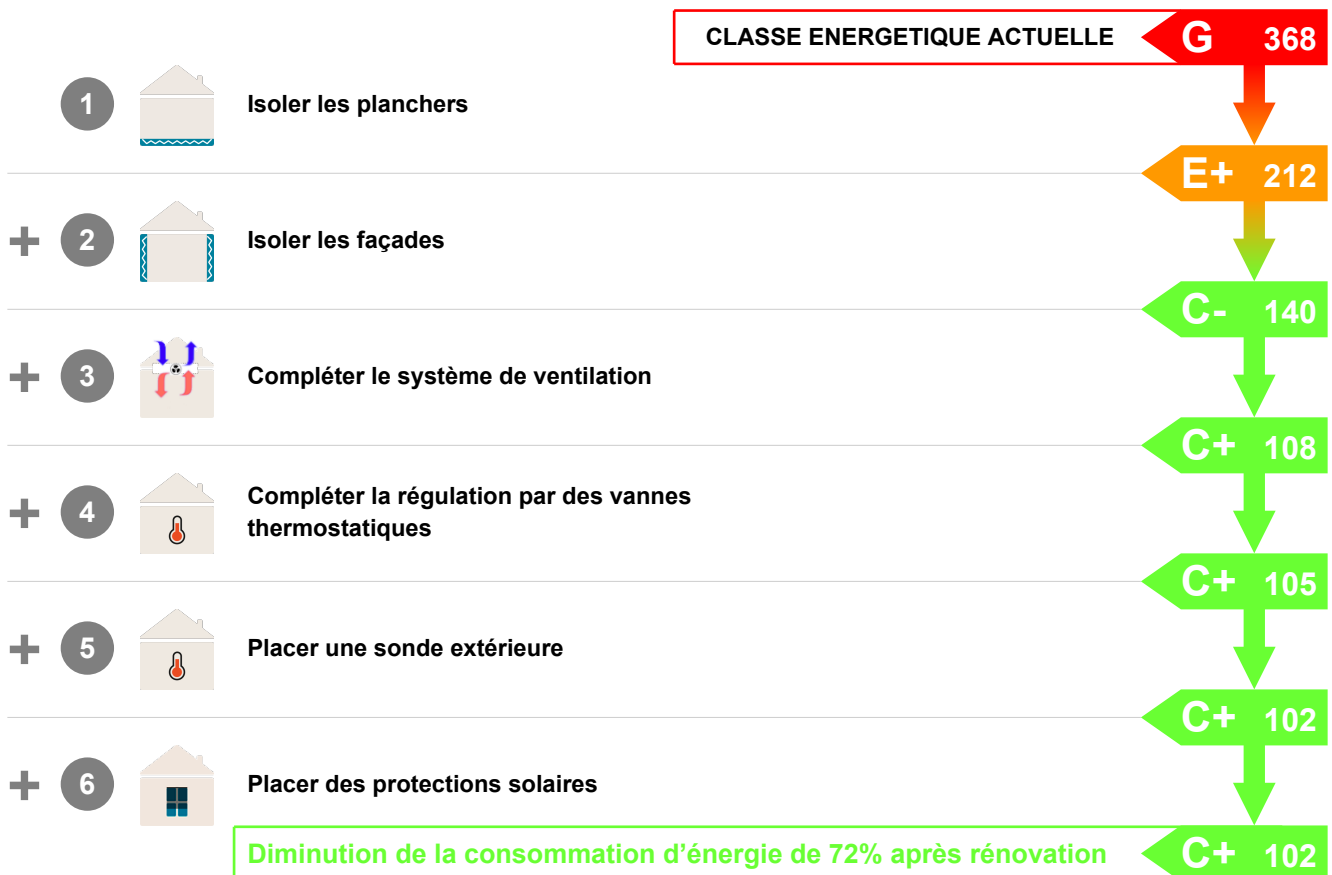 CLASSE ENERGETIQUE ACTUELLE G 368
1 Isoler les planchers
E+ 212
+ 2 Isoler les façades
C- 140
+ 3 Compléter le système de ventilation
C+ 108
+ 4 Compléter la régulation par des vannes
thermostatiques
C+ 105
+ 5 Placer une sonde extérieure
C+ 102
+ 6 Placer des protections solaires
Diminution de la consommation d’énergie de 72% après rénovation C+ 102